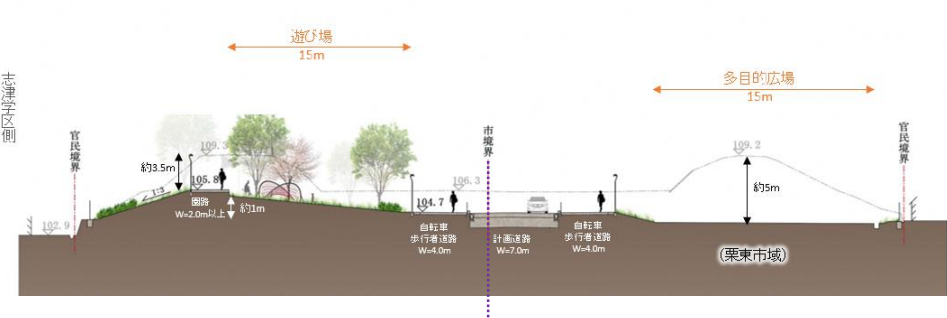 遊び場
15m
多目的広場
15m
志津学区側
官民境界
市境界
官民境界
109.3
109.2
約3.5m
1:3
105.8
106.3
約5m
園路
W=2.0m以上
約1m
104.7
102.9
自転車
歩行者道路
W=4.0m
計画道路
W=7.0m
自転車
歩行者道路
W=4.0m
(栗東市域)